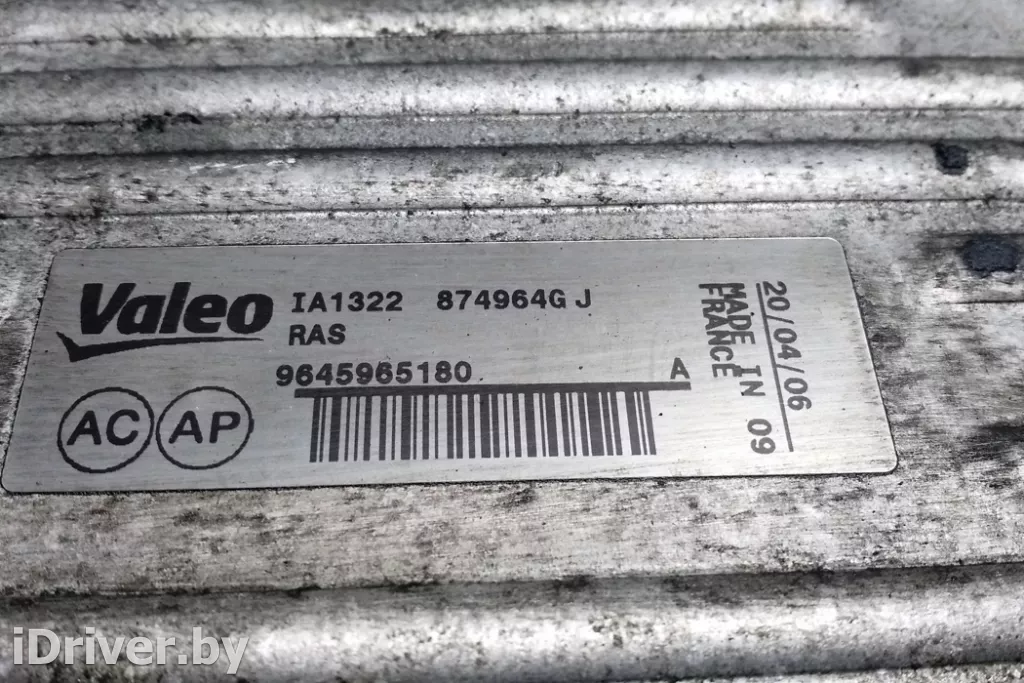 Valeo IA1322 874964G J
RAS
9645965180 A
AC AP
MADE IN
FRANCE 09
20/04/06
iDriver.by